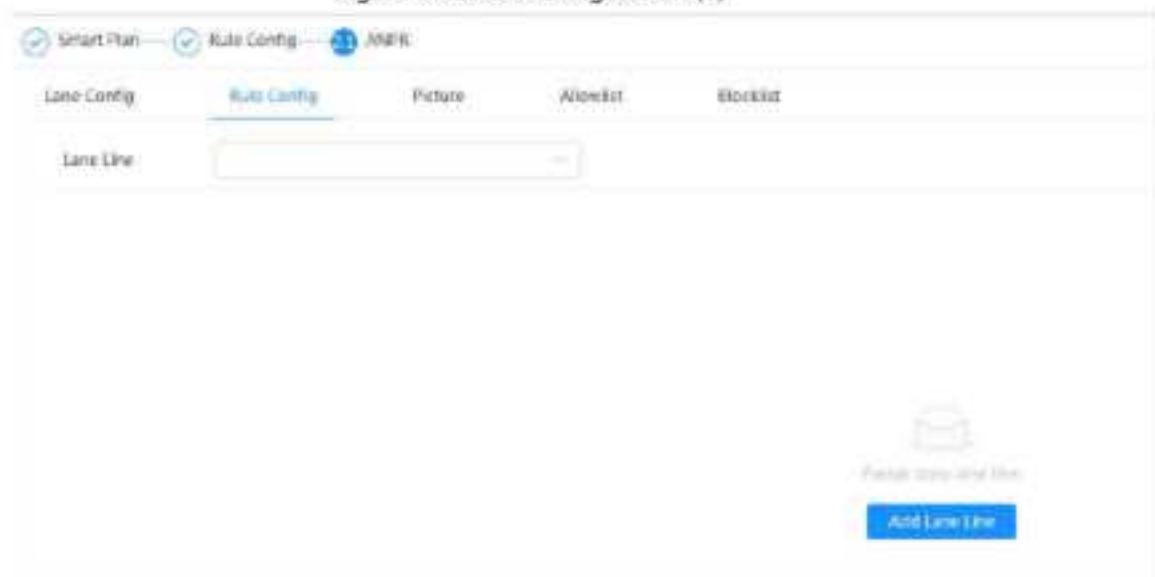 Smart Plan Rule Config ANPR
Lane Config Rule Config Picture Allowlist Blocklist
Lane Line
Add Lane Line